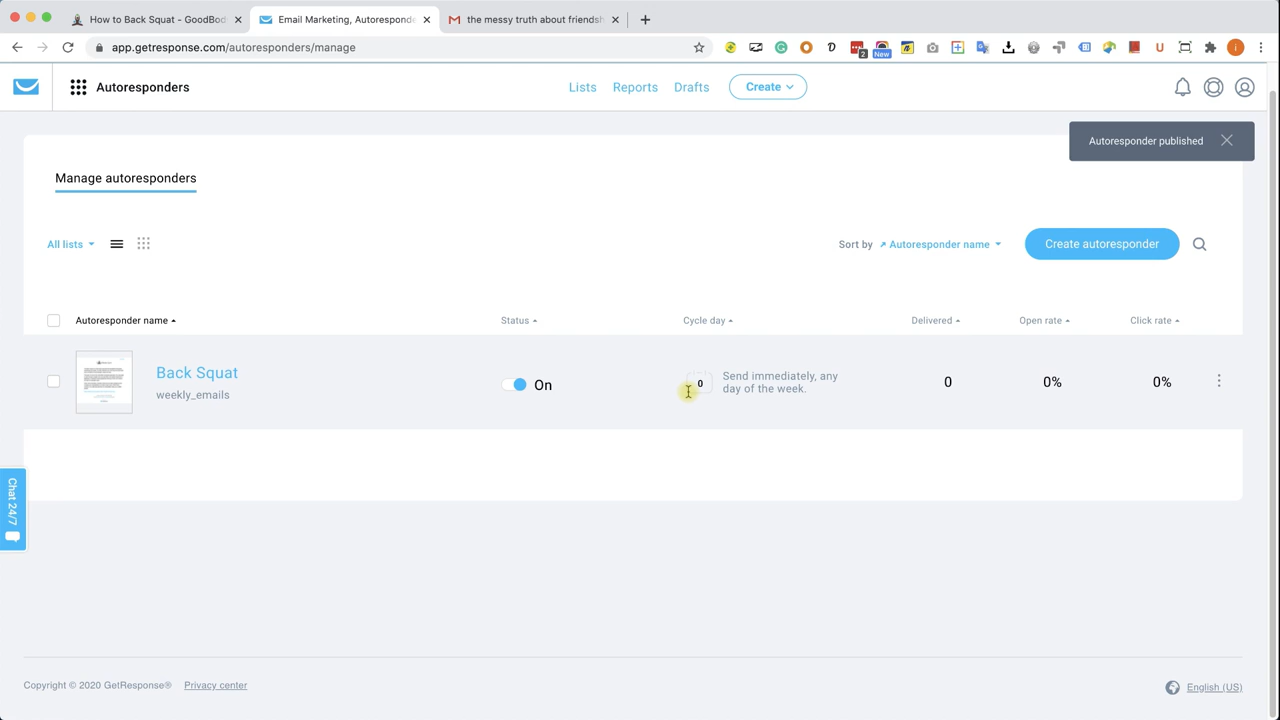 How to Back Squat - GoodBod
Email Marketing, Autoresponde
the messy truth about friendsh
app.getresponse.com/autoresponders/manage
2
New
i
Autoresponders
Lists
Reports
Drafts
Create
Autoresponder published
Manage autoresponders
All lists
Sort by
Autoresponder name
Create autoresponder
Autoresponder name
Status
Cycle day
Delivered
Open rate
Click rate
Back Squat
weekly_emails
On
0
Send immediately, any
day of the week.
0
0%
0%
Chat 24/7
Copyright © 2020 GetResponse®
Privacy center
English (US)